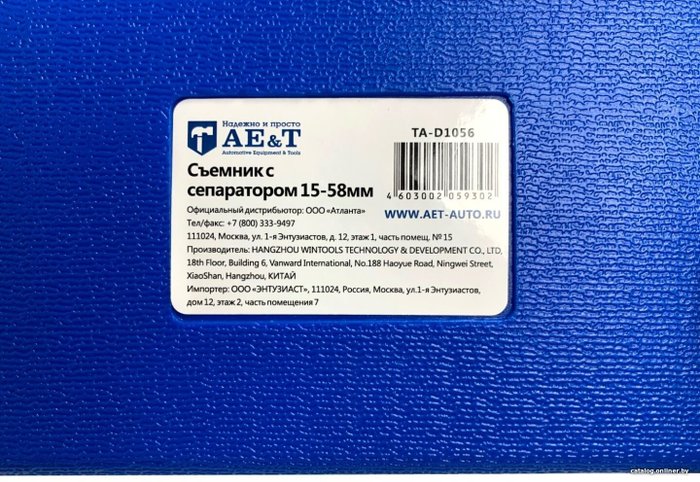 Надежно и просто
AE&T
Automotive Equipment & Tools
TA-D1056
Съемник с
сепаратором 15-58мм
4 603002 059302
Официальный дистрибьютор: ООО «Атланта»
WWW.AET-AUTO.RU
Тел/факс: +7 (800) 333-9497
111024, Москва, ул. 1-я Энтузиастов, д. 12, этаж 1, часть помещ. № 15
Производитель: HANGZHOU WINTOOLS TECHNOLOGY & DEVELOPMENT CO., LTD,
18th Floor, Building 6, Vanward International, No.188 Haoyue Road, Ningwei Street,
XiaoShan, Hangzhou, КИТАЙ
Импортер: ООО «ЭНТУЗИАСТ», 111024, Россия, Москва, ул.1-я Энтузиастов,
дом 12, этаж 2, часть помещения 7
catalog.onliner.by